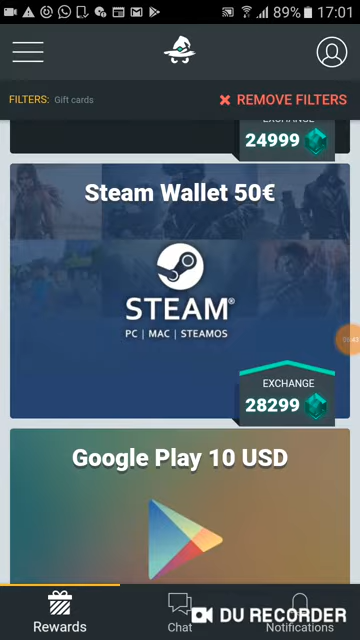 89% 17:01
FILTERS: Gift cards
✖ REMOVE FILTERS
EXCHANGE
24999
Steam Wallet 50€
STEAM®
PC | MAC | STEAMOS
EXCHANGE
28299
Google Play 10 USD
Rewards
Chat
Notifications
DU RECORDER